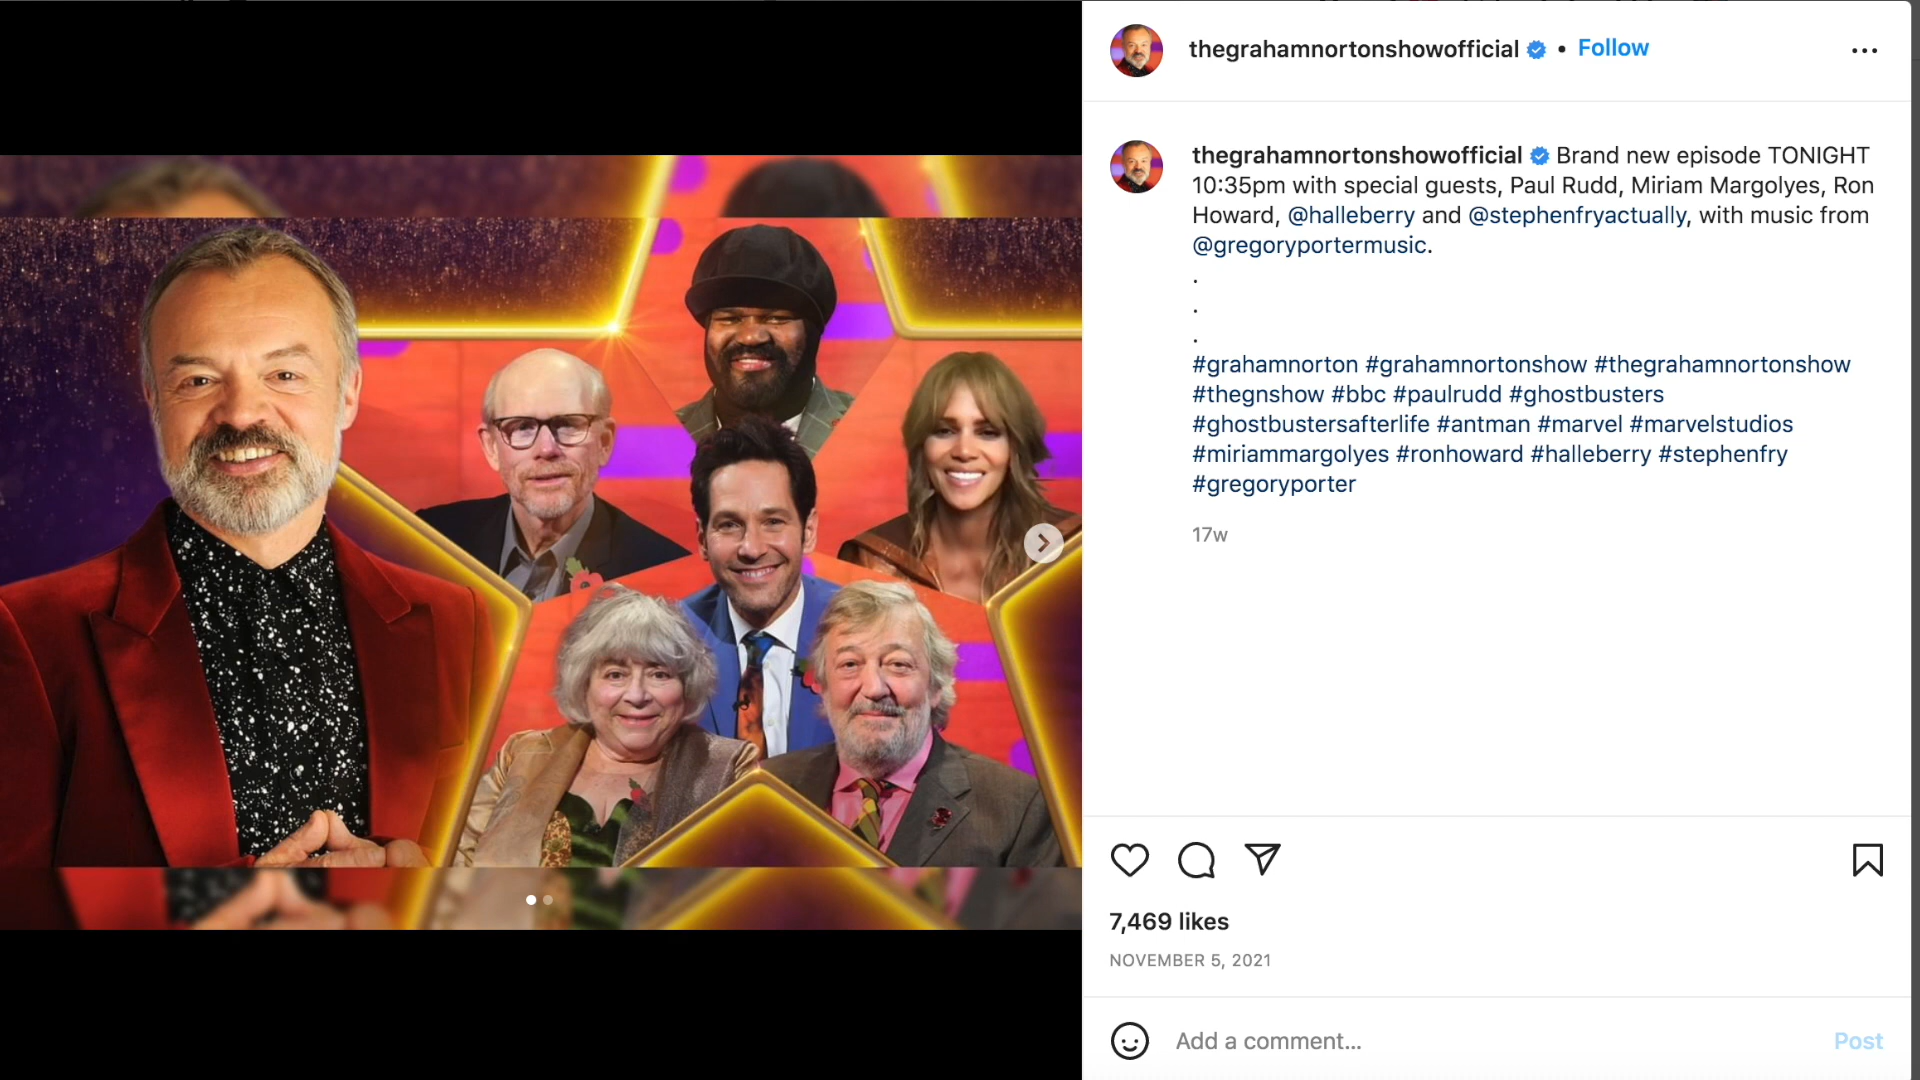 thegrahamnortonshowofficial • Follow
thegrahamnortonshowofficial Brand new episode TONIGHT
10:35pm with special guests, Paul Rudd, Miriam Margolyes, Ron
Howard, @halleberry and @stephenfryactually, with music from
@gregoryportermusic.
.
.
.
#grahamnorton #grahamnortonshow #thegrahamnortonshow
#thegnshow #bbc #paulrudd #ghostbusters
#ghostbustersafterlife #antman #marvel #marvelstudios
#miriammargolyes #ronhoward #halleberry #stephenfry
#gregoryporter
17w
7,469 likes
NOVEMBER 5, 2021
Add a comment...
Post